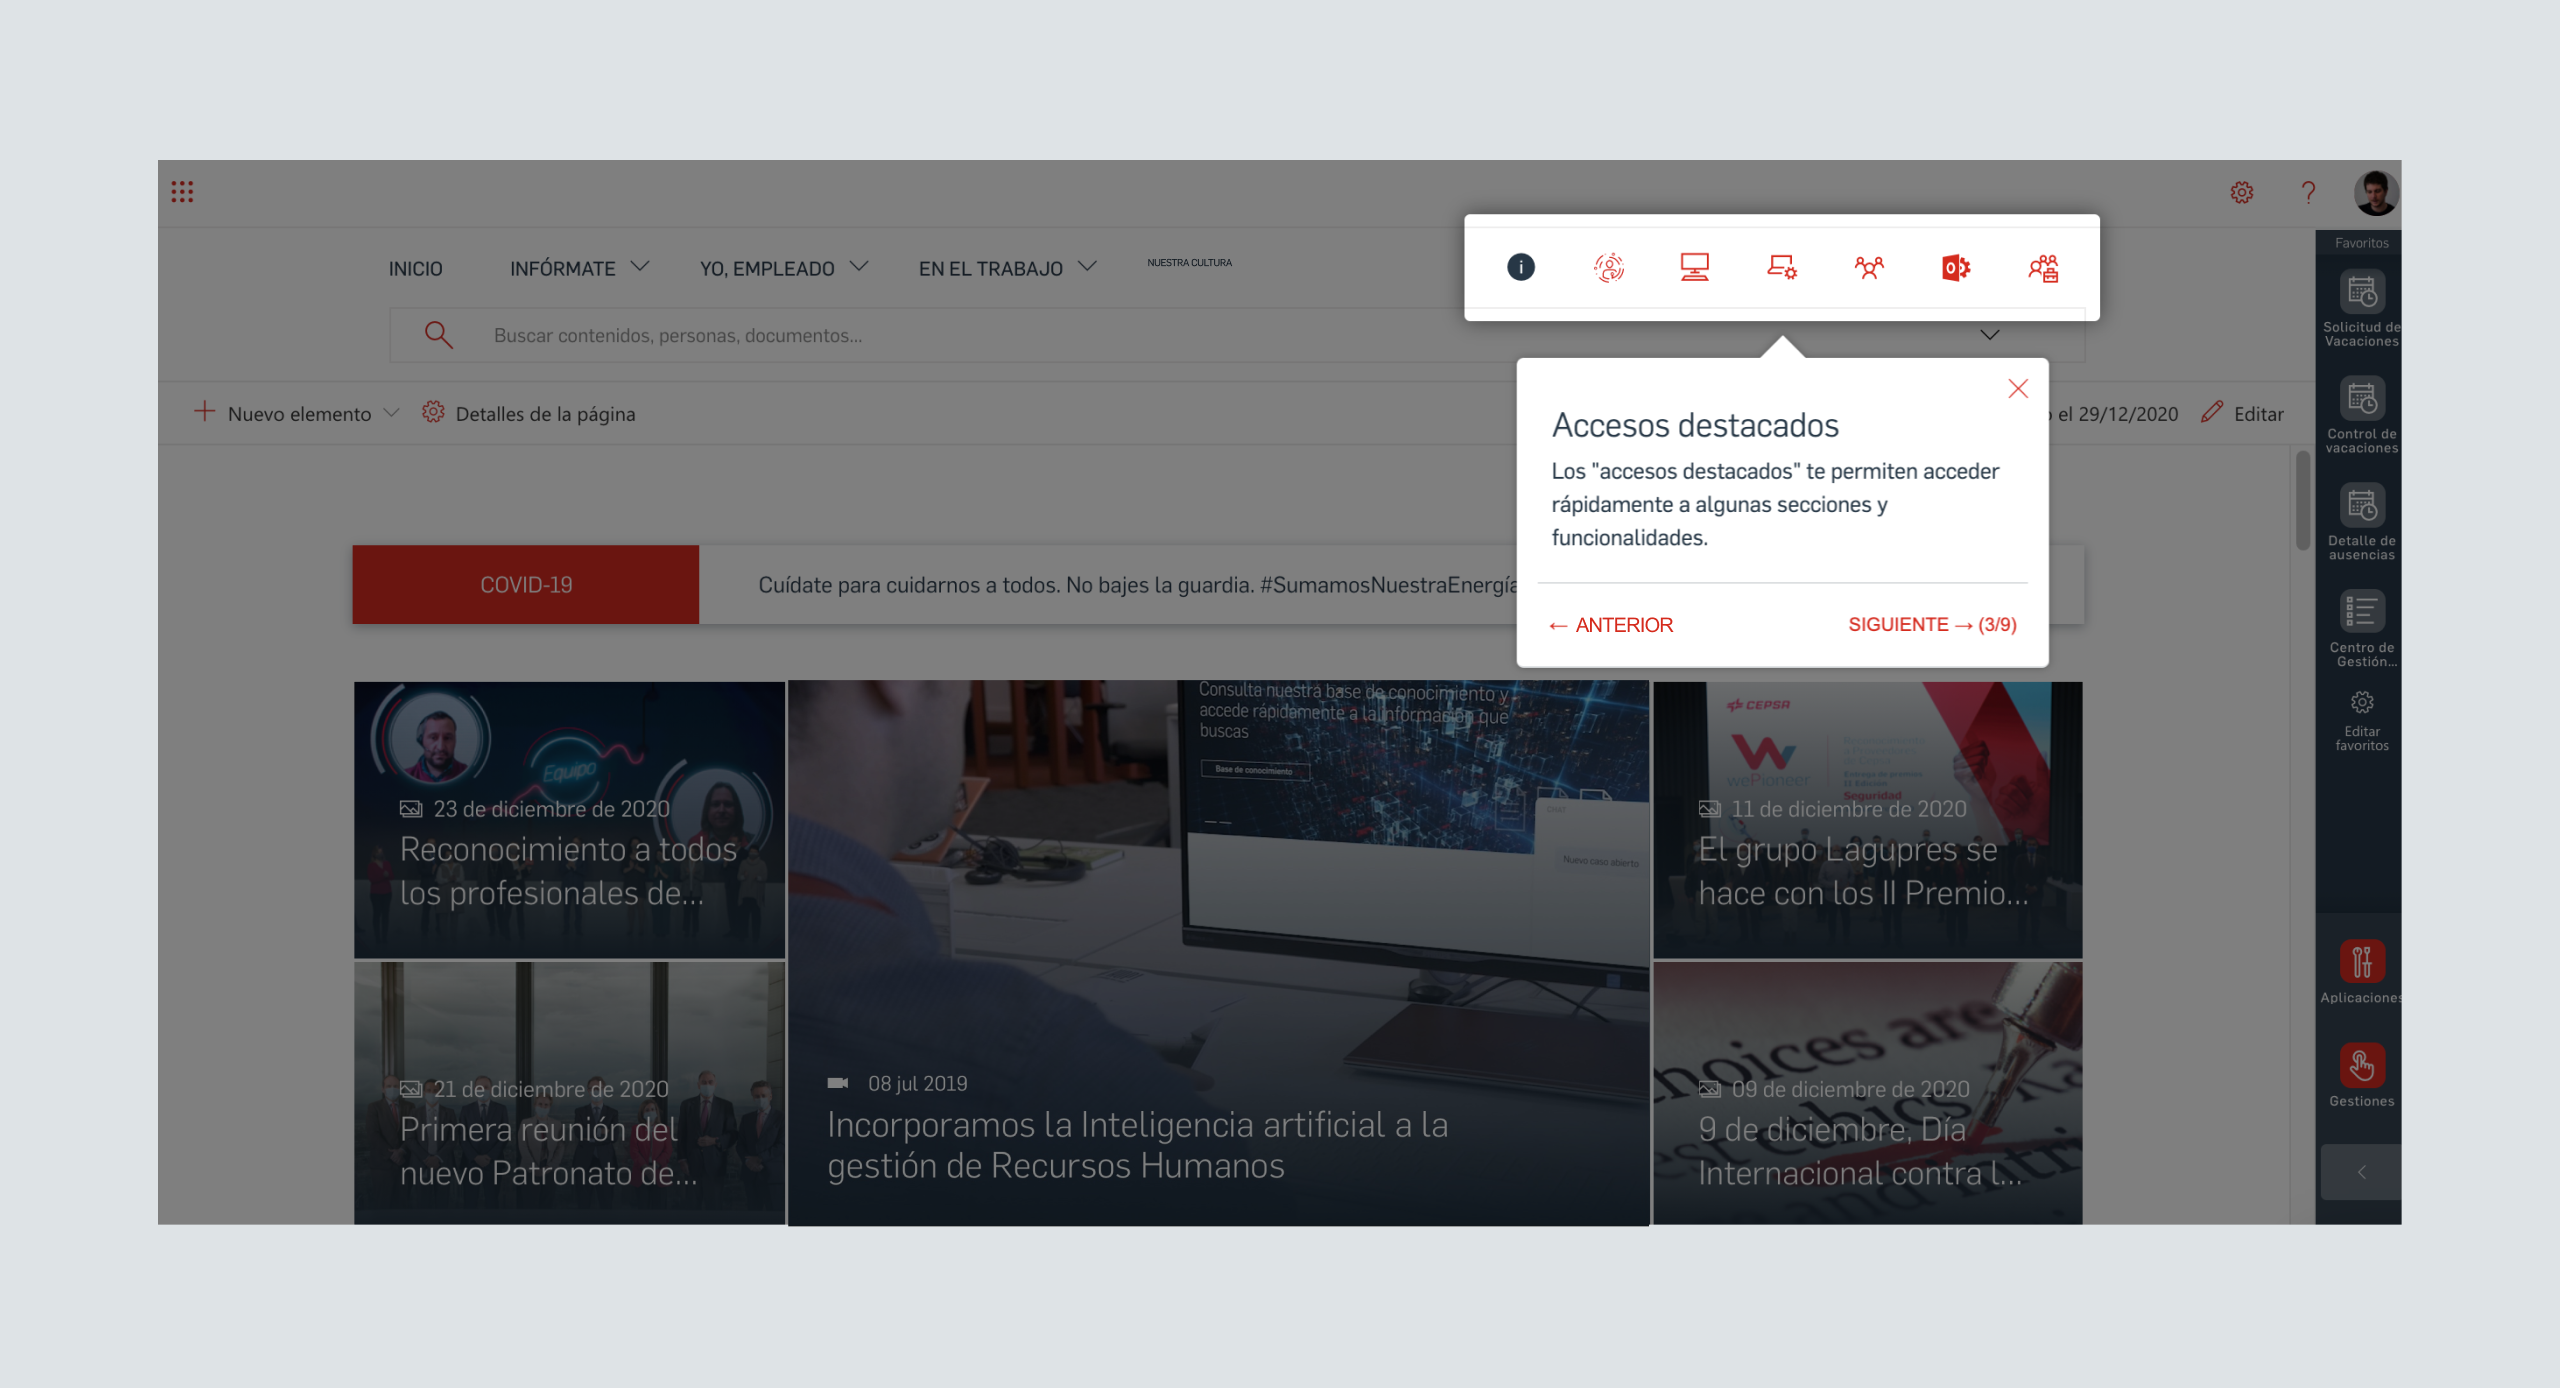 INICIO
INFÓRMATE
YO, EMPLEADO
EN EL TRABAJO
NUESTRA CULTURA
Buscar contenidos, personas, documentos...
Nuevo elemento
Detalles de la página
el 29/12/2020
Editar
Accesos destacados
Los "accesos destacados" te permiten acceder
rápidamente a algunas secciones y
funcionalidades.
← ANTERIOR
SIGUIENTE → (3/9)
COVID-19
Cuídate para cuidarnos a todos. No bajes la guardia. #SumamosNuestraEnergía
Equipo
23 de diciembre de 2020
Reconocimiento a todos
los profesionales de...
21 de diciembre de 2020
Primera reunión del
nuevo Patronato de...
Consulta nuestra base de conocimiento y
accede rápidamente a la información que
buscas
Base de conocimiento
CHAT
Nuevo caso abierto
08 jul 2019
Incorporamos la Inteligencia artificial a la
gestión de Recursos Humanos
CEPSA
wePioneer
Seguridad
11 de diciembre de 2020
El grupo Lagupres se
hace con los II Premio...
09 de diciembre de 2020
9 de diciembre, Día
Internacional contra l...
Favoritos
Solicitud de
Vacaciones
Control de
vacaciones
Detalle de
ausencias
Centro de
Gestión...
Editar
favoritos
Aplicaciones
Gestiones